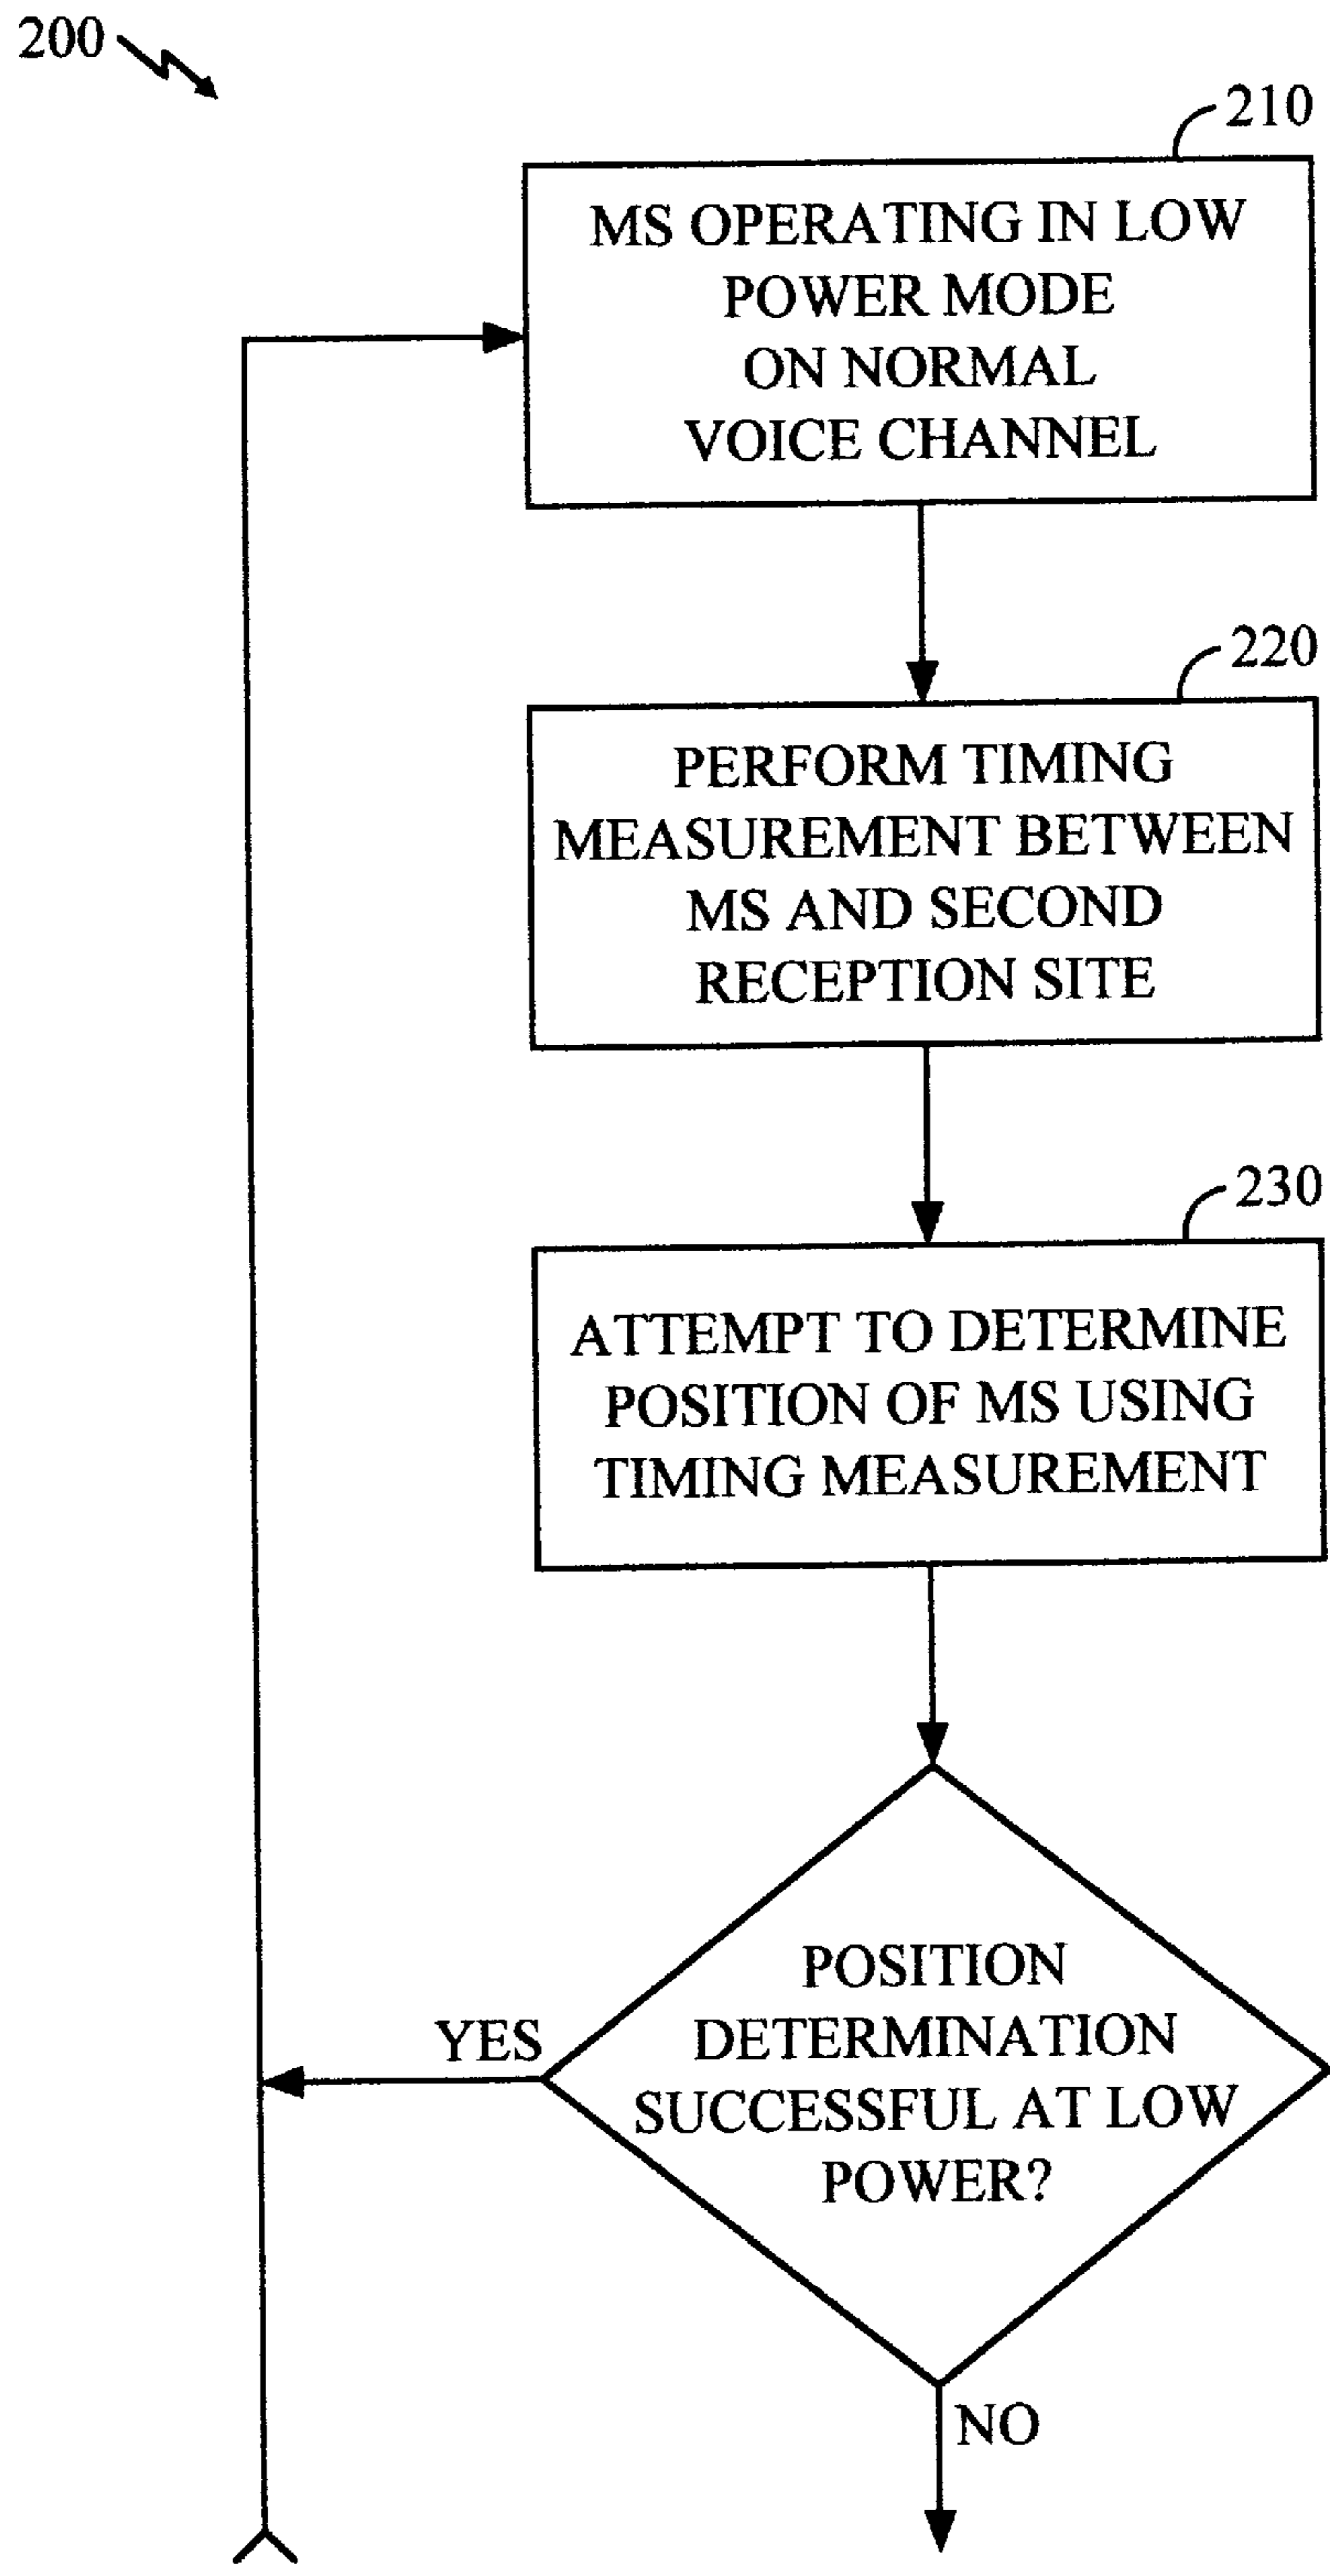 200
210
MS OPERATING IN LOW
POWER MODE
ON NORMAL
VOICE CHANNEL
220
PERFORM TIMING
MEASUREMENT BETWEEN
MS AND SECOND
RECEPTION SITE
230
ATTEMPT TO DETERMINE
POSITION OF MS USING
TIMING MEASUREMENT
POSITION
DETERMINATION
SUCCESSFUL AT LOW
POWER?
YES
NO